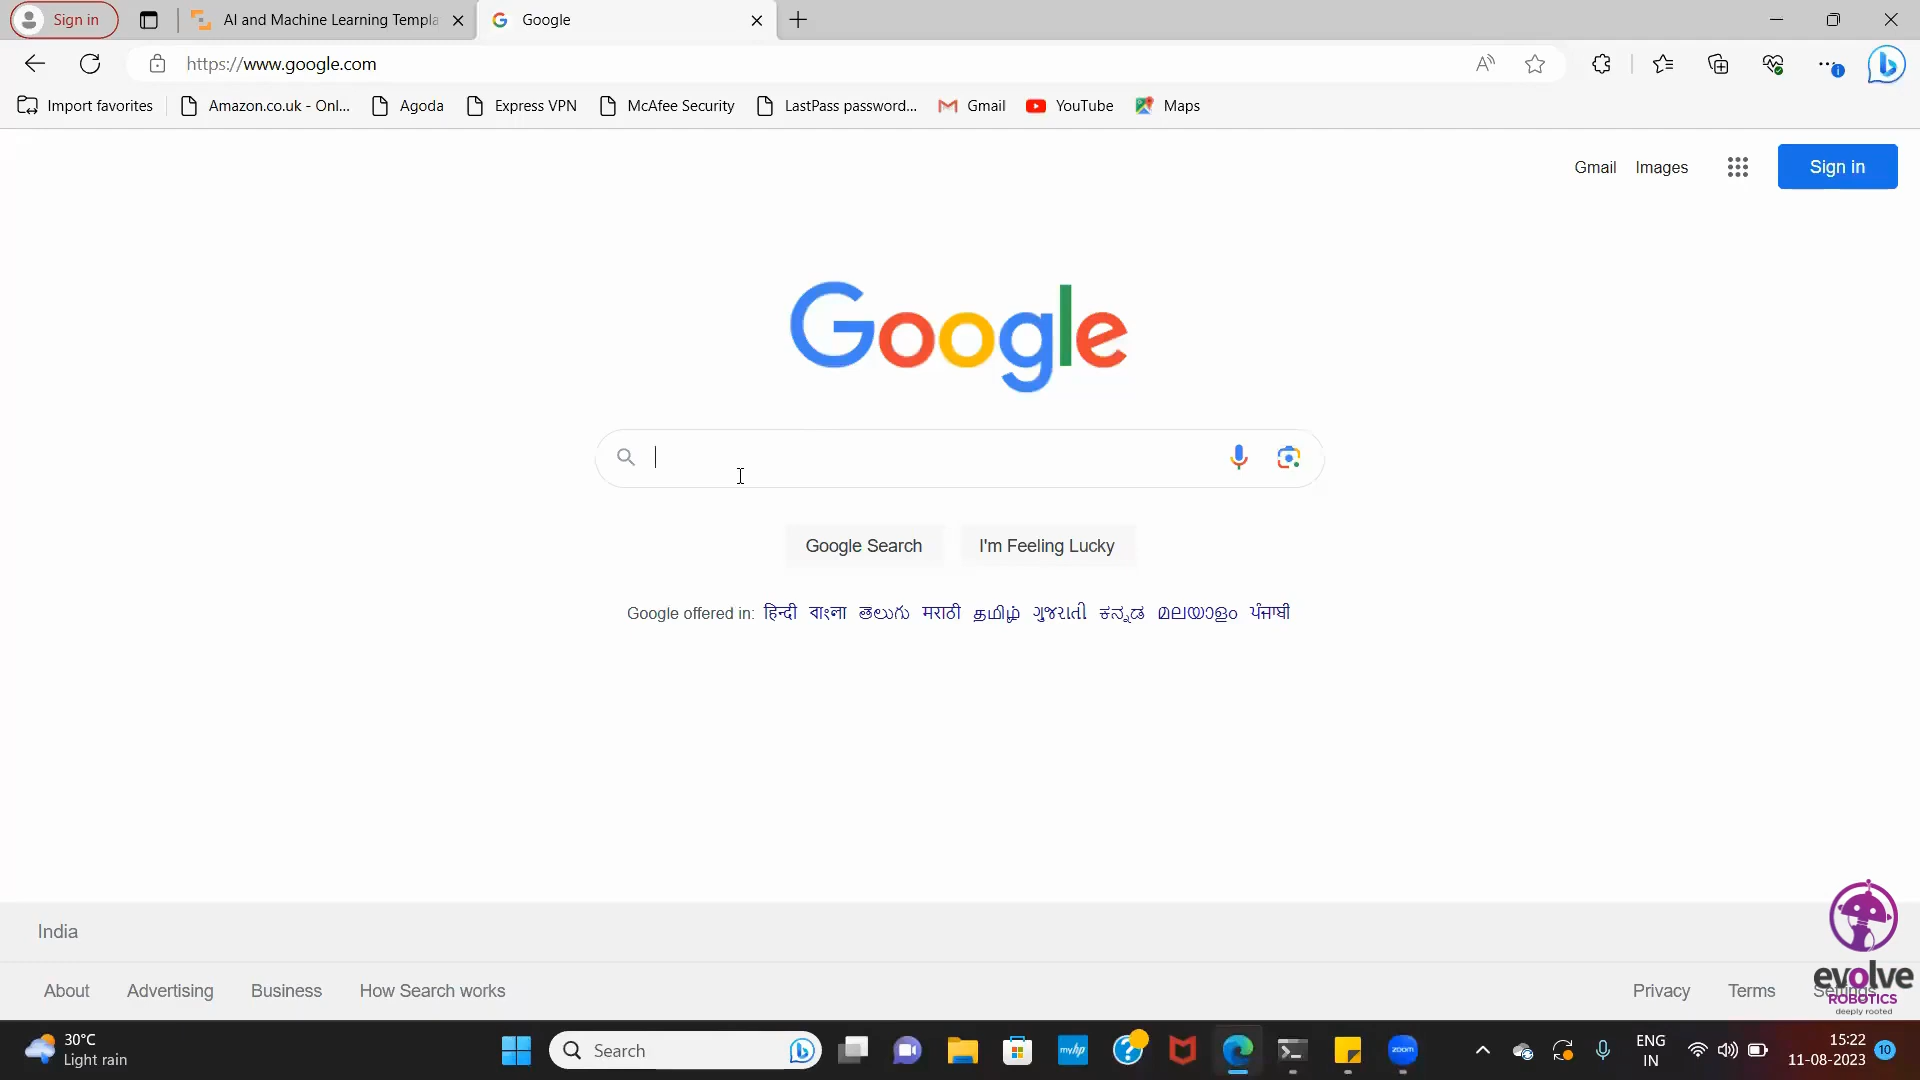 Sign in
AI and Machine Learning Templa
Google
https://www.google.com
Import favorites
Amazon.co.uk - Onl...
Agoda
Express VPN
McAfee Security
LastPass password...
Gmail
YouTube
Maps
Gmail
Images
Sign in
Google
Google Search
I'm Feeling Lucky
Google offered in: हिन्दी বাংলা తెలుగు मराठी தமிழ் ગુજરાતી ಕನ್ನಡ മലയാളം ਪੰਜਾਬੀ
India
About
Advertising
Business
How Search works
Privacy
Terms
Settings
evolve
ROBOTICS
deeply rooted
30°C
Light rain
Search
myhp
zoom
ENG
IN
15:22
11-08-2023
10